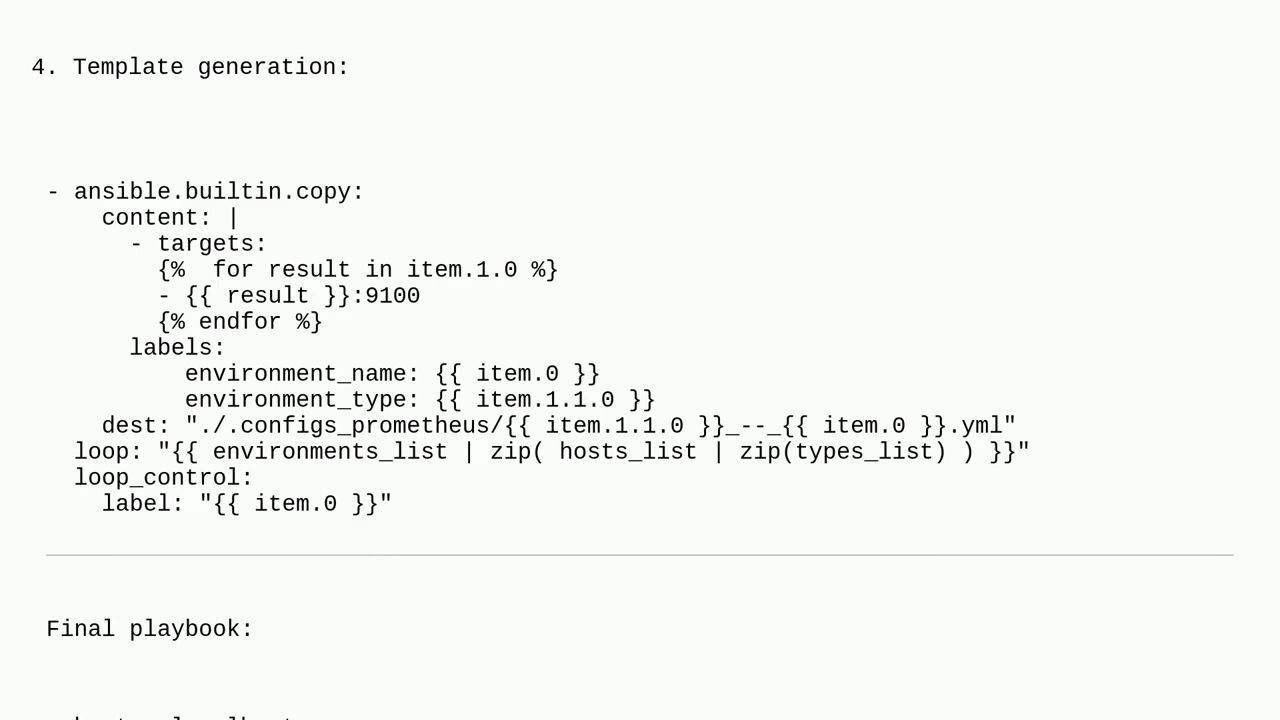 4. Template generation:
- ansible.builtin.copy:
content: |
- targets:
{%  for result in item.1.0 %}
- {{ result }}:9100
{% endfor %}
labels:
environment_name: {{ item.0 }}
environment_type: {{ item.1.1.0 }}
dest: "./.configs_prometheus/{{ item.1.1.0 }}_--_{{ item.0 }}.yml"
loop: "{{ environments_list | zip( hosts_list | zip(types_list) ) }}"
loop_control:
label: "{{ item.0 }}"
Final playbook: